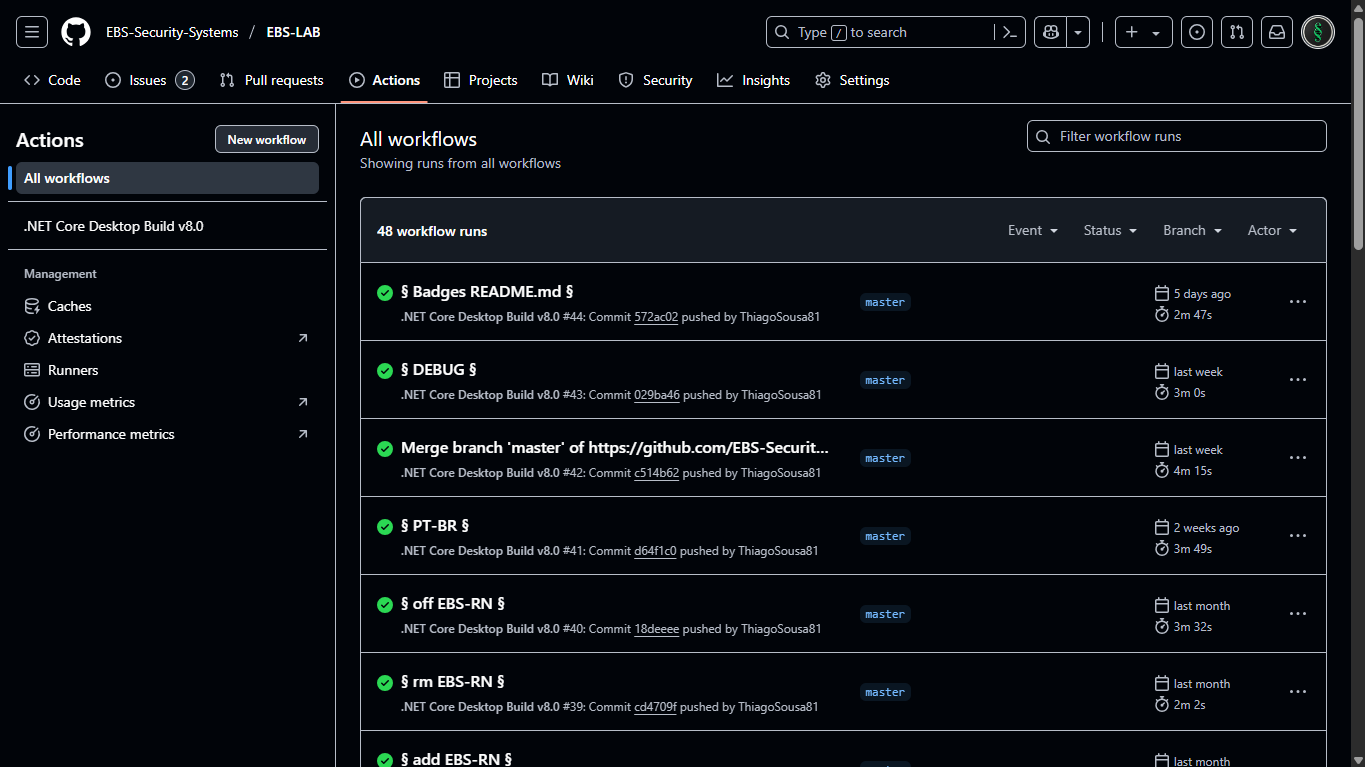 EBS-Security-Systems / EBS-LAB
Type / to search
Code
Issues 2
Pull requests
Actions
Projects
Wiki
Security
Insights
Settings
Actions
New workflow
All workflows
.NET Core Desktop Build v8.0
Management
Caches
Attestations
Runners
Usage metrics
Performance metrics
All workflows
Showing runs from all workflows
Filter workflow runs
48 workflow runs
Event
Status
Branch
Actor
§ Badges README.md §
.NET Core Desktop Build v8.0 #44: Commit 572ac02 pushed by ThiagoSousa81
master
5 days ago
2m 47s
§ DEBUG §
.NET Core Desktop Build v8.0 #43: Commit 029ba46 pushed by ThiagoSousa81
master
last week
3m 0s
Merge branch 'master' of https://github.com/EBS-Securit...
.NET Core Desktop Build v8.0 #42: Commit c514b62 pushed by ThiagoSousa81
master
last week
4m 15s
§ PT-BR §
.NET Core Desktop Build v8.0 #41: Commit d64f1c0 pushed by ThiagoSousa81
master
2 weeks ago
3m 49s
§ off EBS-RN §
.NET Core Desktop Build v8.0 #40: Commit 18deeee pushed by ThiagoSousa81
master
last month
3m 32s
§ rm EBS-RN §
.NET Core Desktop Build v8.0 #39: Commit cd4709f pushed by ThiagoSousa81
master
last month
2m 2s
§ add EBS-RN §
last month